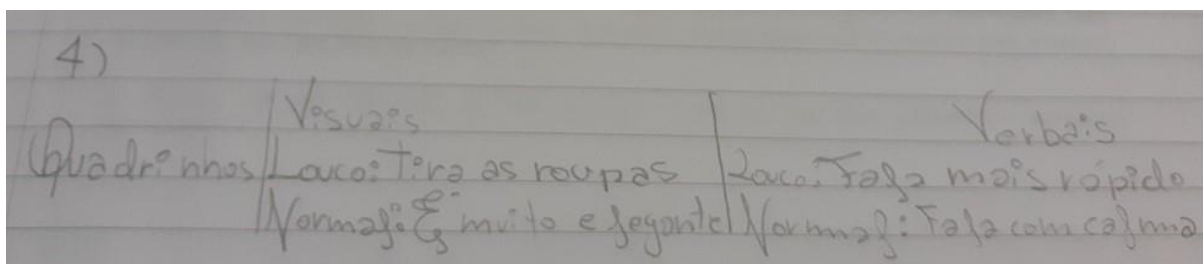 4)
Visuais Verbais
Quadrinhos Louco: Tira as roupas Louco: Fala mais rápido
Normal: É muito elegante Normal: Fala com calma